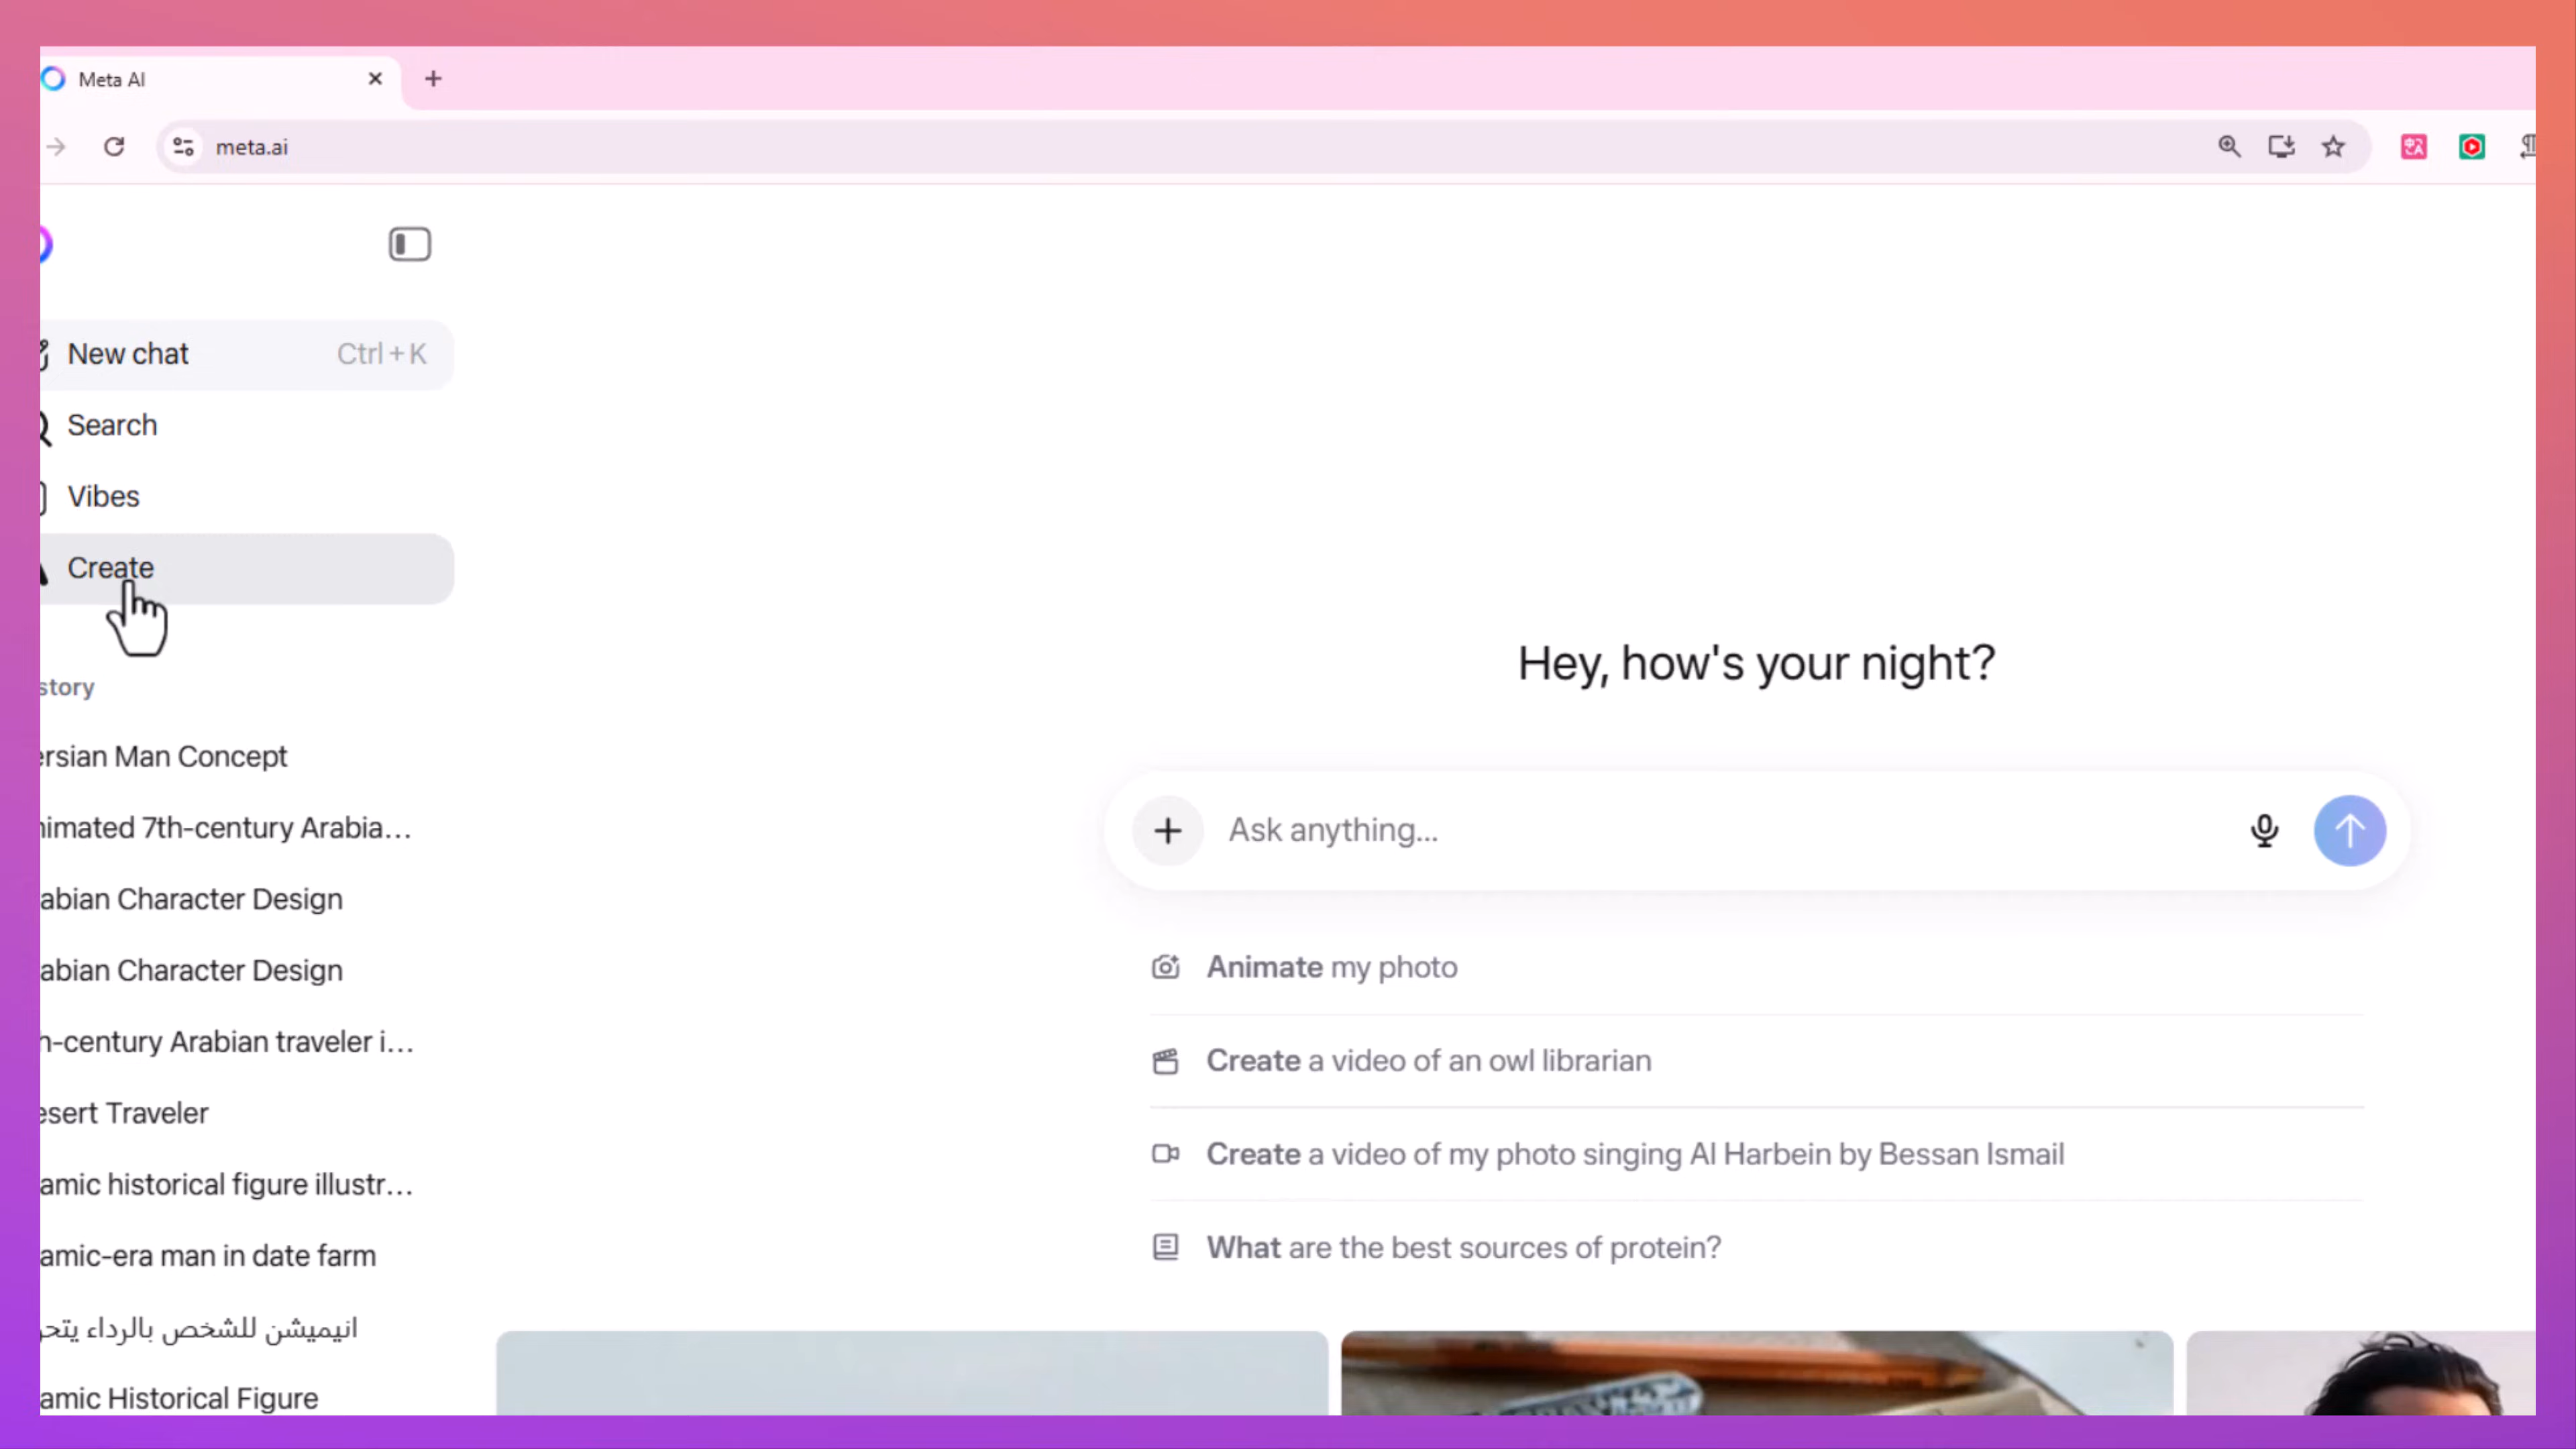 Meta AI
meta.ai
New chat Ctrl + K
Search
Vibes
Create
story
ersian Man Concept
nimated 7th-century Arabia...
abian Character Design
abian Character Design
h-century Arabian traveler i...
esert Traveler
amic historical figure illustr...
amic-era man in date farm
انيميشن للشخص بالرداء يتحر
amic Historical Figure
Hey, how's your night?
Ask anything...
Animate my photo
Create a video of an owl librarian
Create a video of my photo singing Al Harbein by Bessan Ismail
What are the best sources of protein?